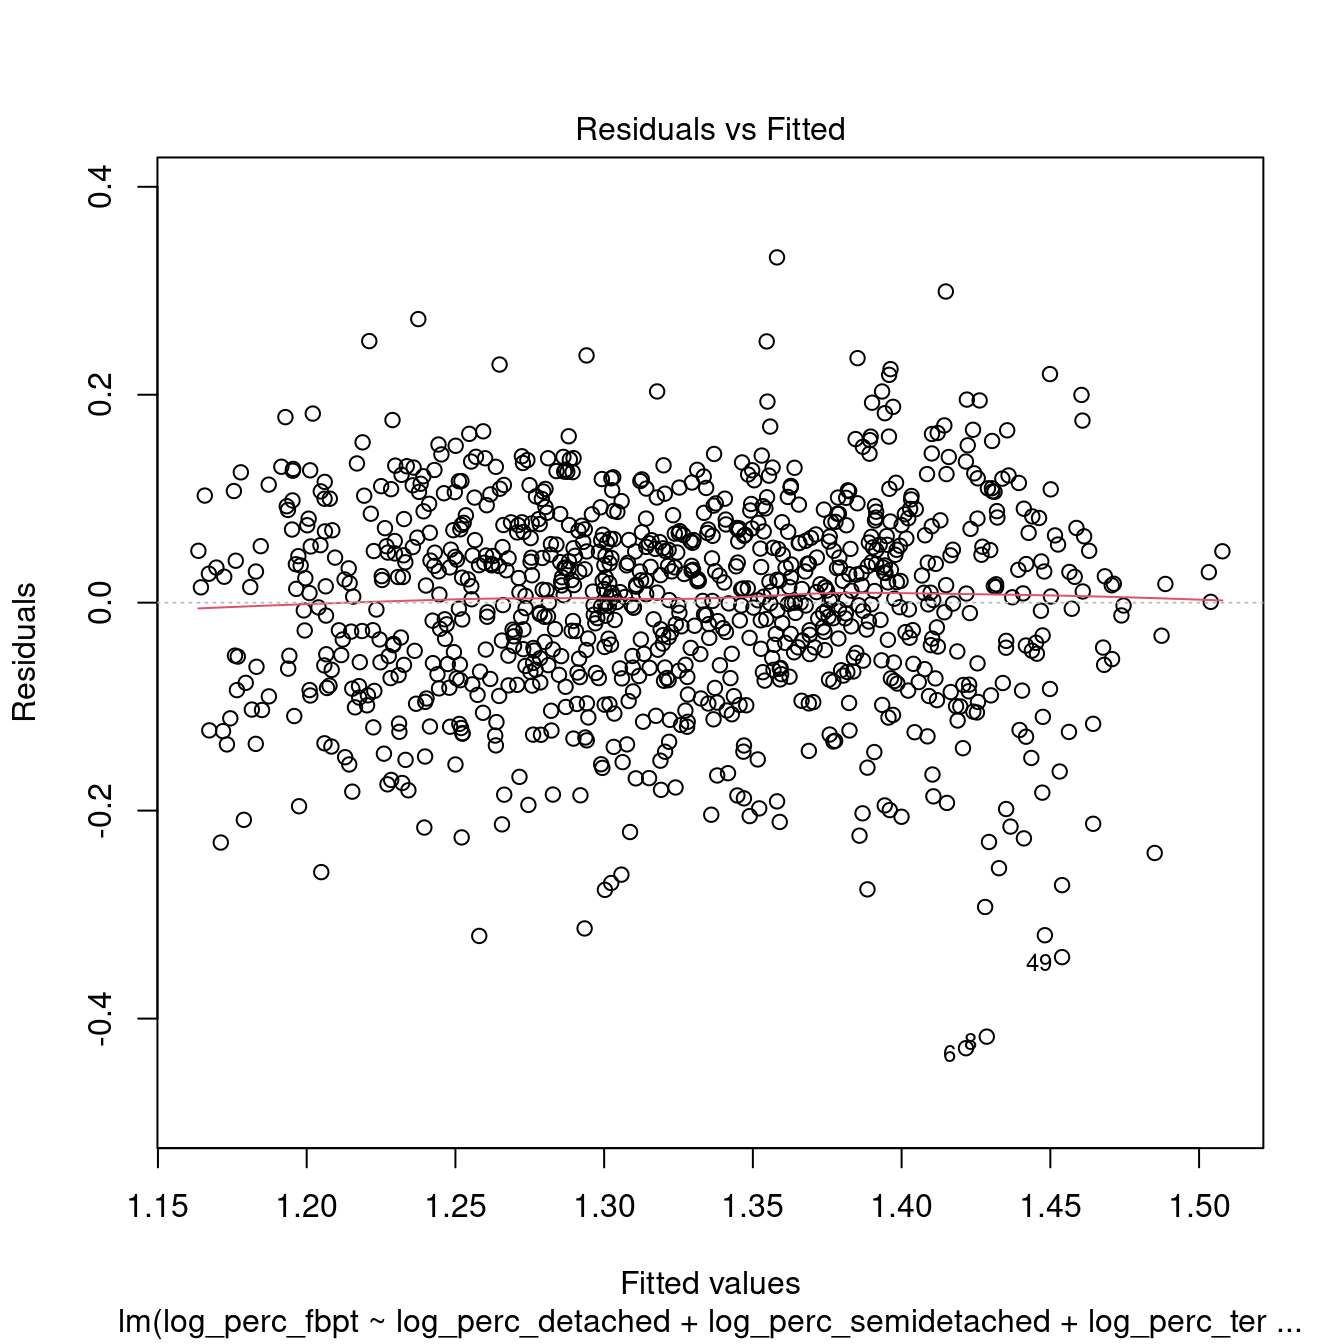 Residuals vs Fitted
0.4
0.2
0.0
-0.2
-0.4
Residuals
49
8
6
1.15 1.20 1.25 1.30 1.35 1.40 1.45 1.50
Fitted values
lm(log_perc_fbpt ~ log_perc_detached + log_perc_semidetached + log_perc_ter ...